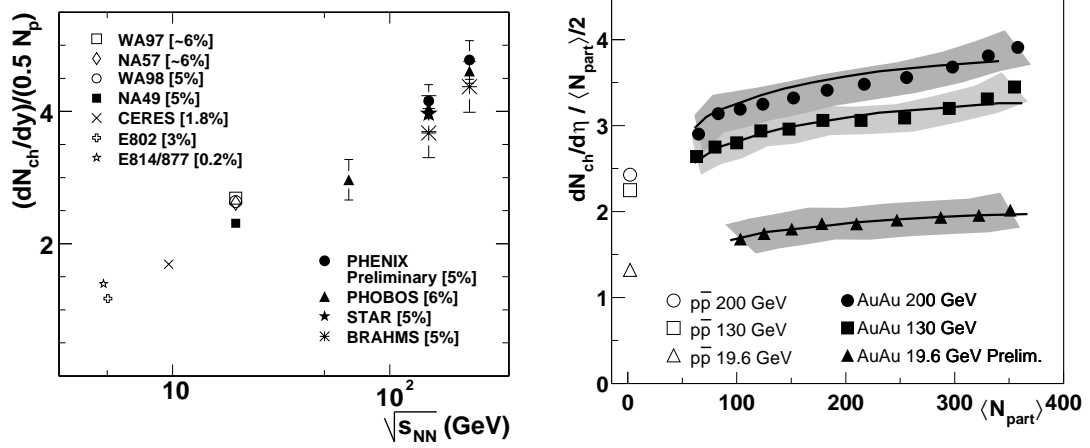 (dN_ch/dy)/(0.5 N_p)
WA97 [~6%]
NA57 [~6%]
WA98 [5%]
NA49 [5%]
CERES [1.8%]
E802 [3%]
E814/877 [0.2%]
4
2
PHENIX
Preliminary [5%]
PHOBOS [6%]
STAR [5%]
BRAHMS [5%]
10
10^2
√s_NN (GeV)
dN_ch/dη / ⟨N_part⟩/2
4
3
2
1
0
pp̅ 200 GeV
pp̅ 130 GeV
pp̅ 19.6 GeV
AuAu 200 GeV
AuAu 130 GeV
AuAu 19.6 GeV Prelim.
0 100 200 300 400
⟨N_part⟩